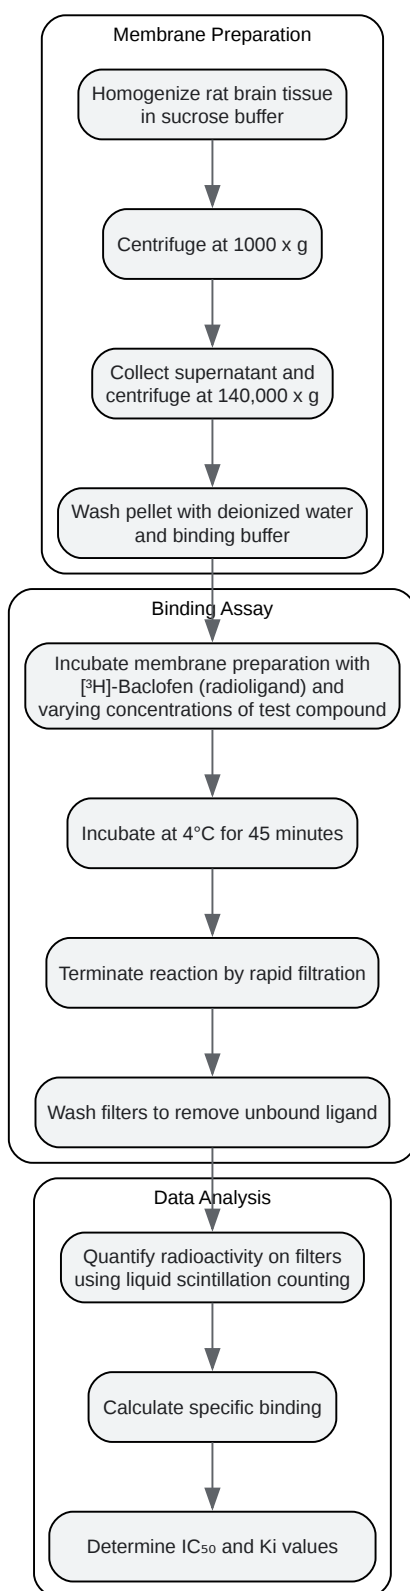 Membrane Preparation
Homogenize rat brain tissue
in sucrose buffer
Centrifuge at 1000 x g
Collect supernatant and
centrifuge at 140,000 x g
Wash pellet with deionized water
and binding buffer
Binding Assay
Incubate membrane preparation with
[³H]-Baclofen (radioligand) and
varying concentrations of test compound
Incubate at 4°C for 45 minutes
Terminate reaction by rapid filtration
Wash filters to remove unbound ligand
Data Analysis
Quantify radioactivity on filters
using liquid scintillation counting
Calculate specific binding
Determine IC₅₀ and Ki values